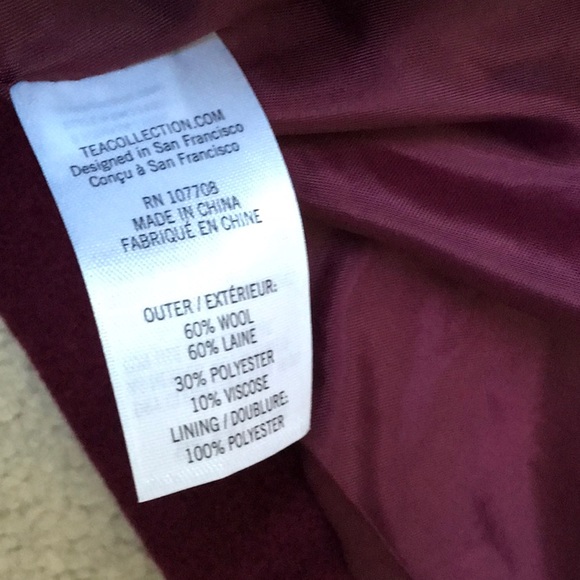 TEACOLLECTION.COM
Designed in San Francisco
Conçu à San Francisco
RN 107708
MADE IN CHINA
FABRIQUÉ EN CHINE
OUTER / EXTÉRIEUR:
60% WOOL
60% LAINE
30% POLYESTER
10% VISCOSE
LINING / DOUBLURE:
100% POLYESTER